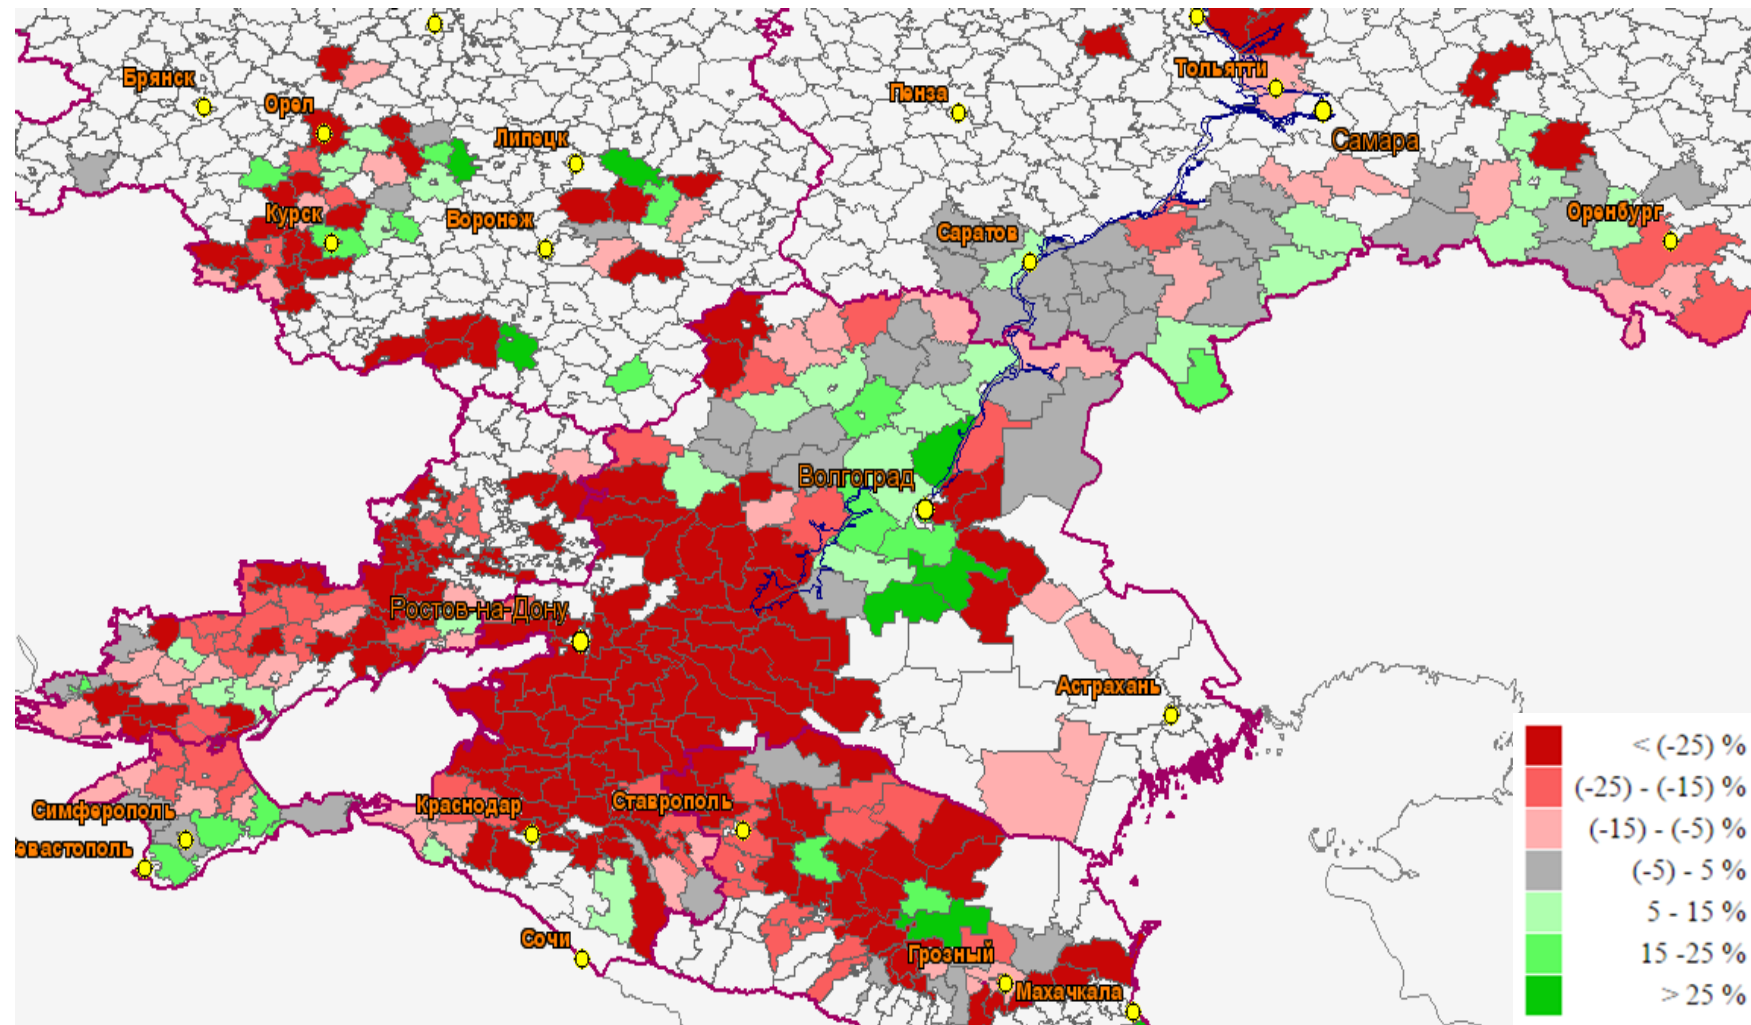 Брянск
Орел
Липецк
Пенза
Тольятти
Самара
Курск
Воронеж
Саратов
Оренбург
Волгоград
Ростов-на-Дону
Астрахань
Симферополь
Краснодар
Ставрополь
евастополь
Сочи
Грозный
Махачкала
< (-25) %
(-25) - (-15) %
(-15) - (-5) %
(-5) - 5 %
5 - 15 %
15 -25 %
> 25 %